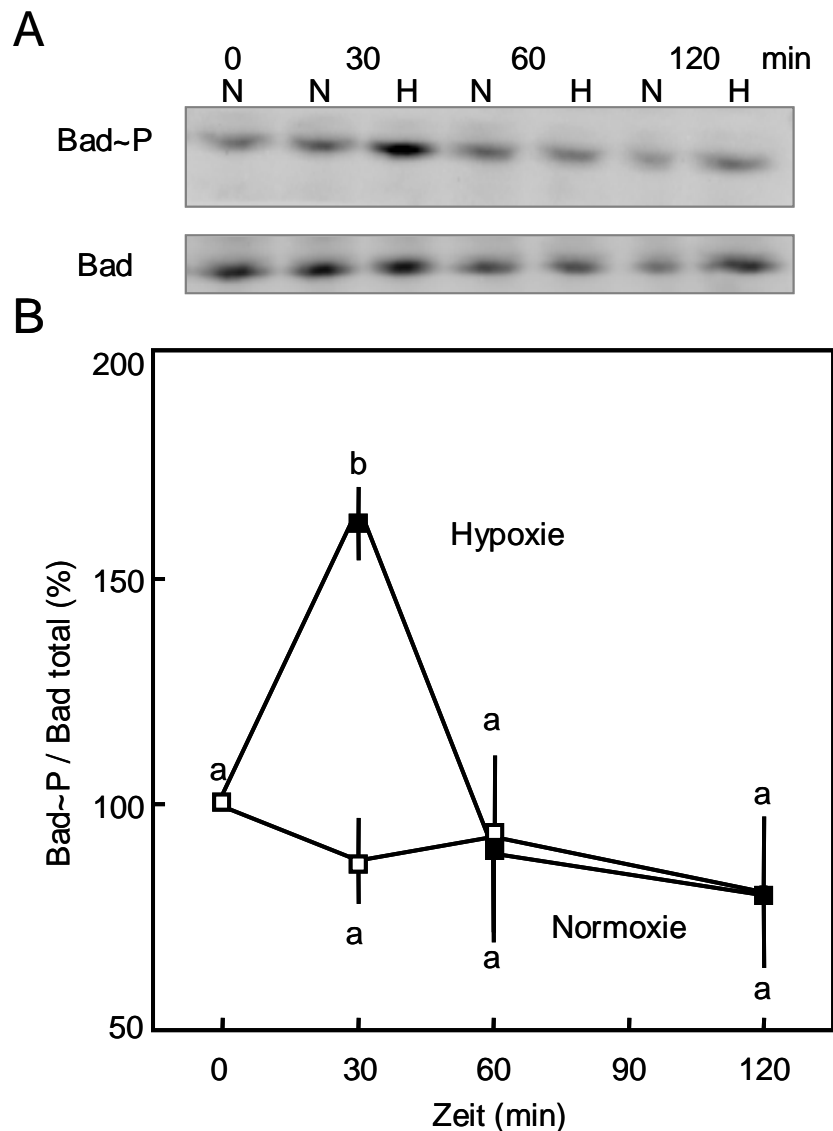 A
0 30 60 120 min
N N H N H N H
Bad~P
Bad
B
200
150
100
50
Bad~P / Bad total (%)
b
Hypoxie
a
a
a
a
a
Normoxie
a
0 30 60 90 120
Zeit (min)